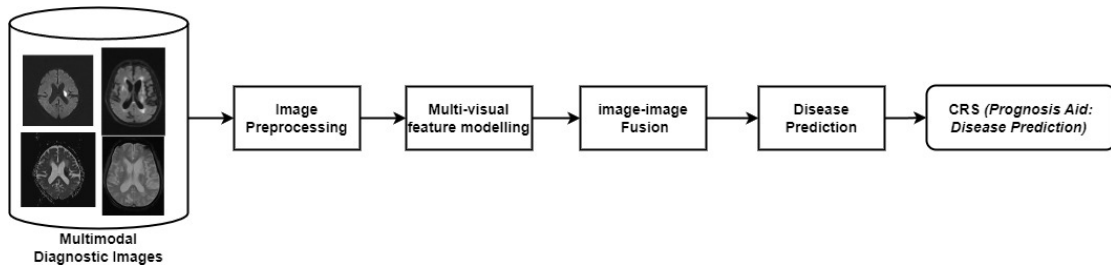 Multimodal
Diagnostic Images
Image
Preprocessing
Multi-visual
feature modelling
image-image
Fusion
Disease
Prediction
CRS (Prognosis Aid:
Disease Prediction)